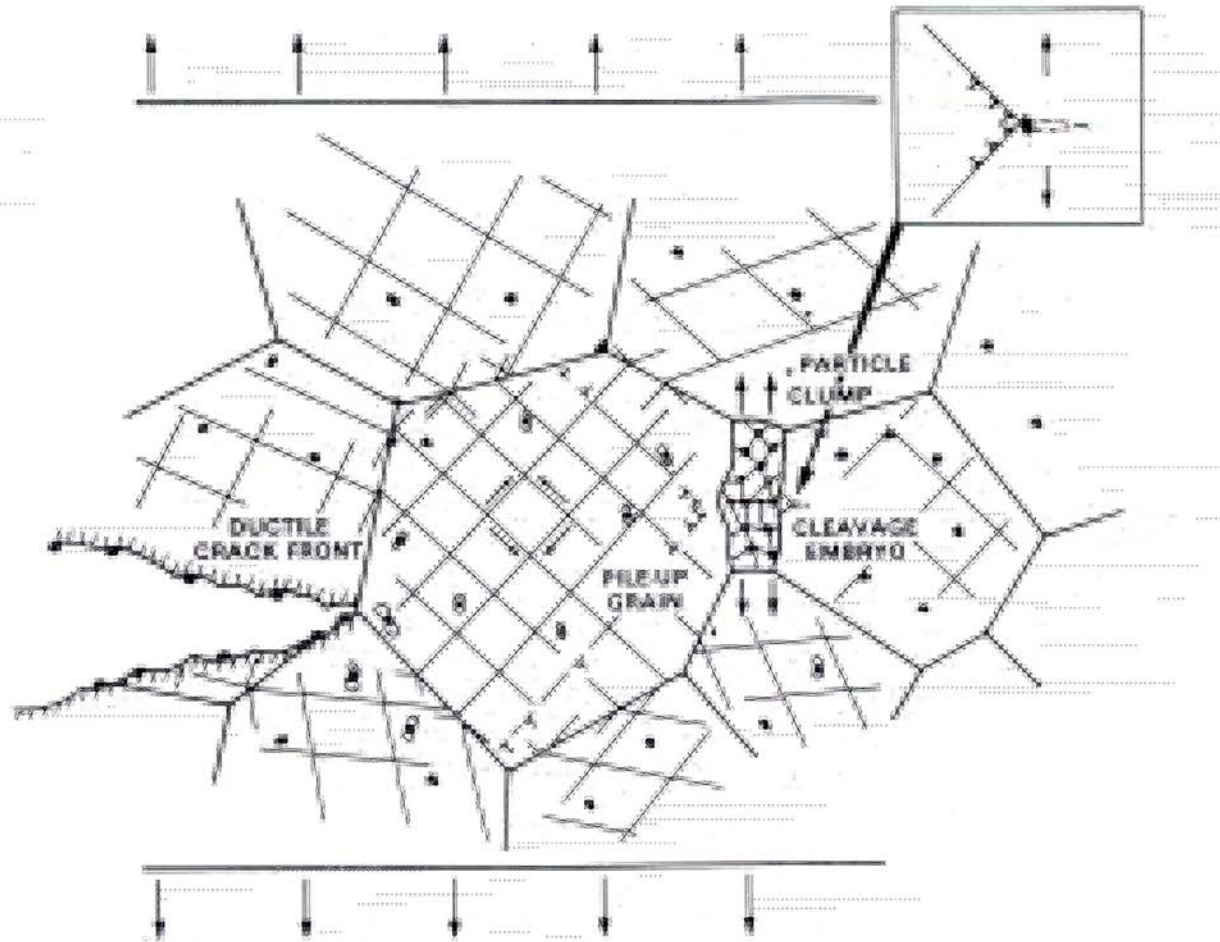 PARTICLE
CLUMP
DUCTILE
CRACK FRONT
CLEAVAGE
EMBRYO
PILE-UP
GRAIN